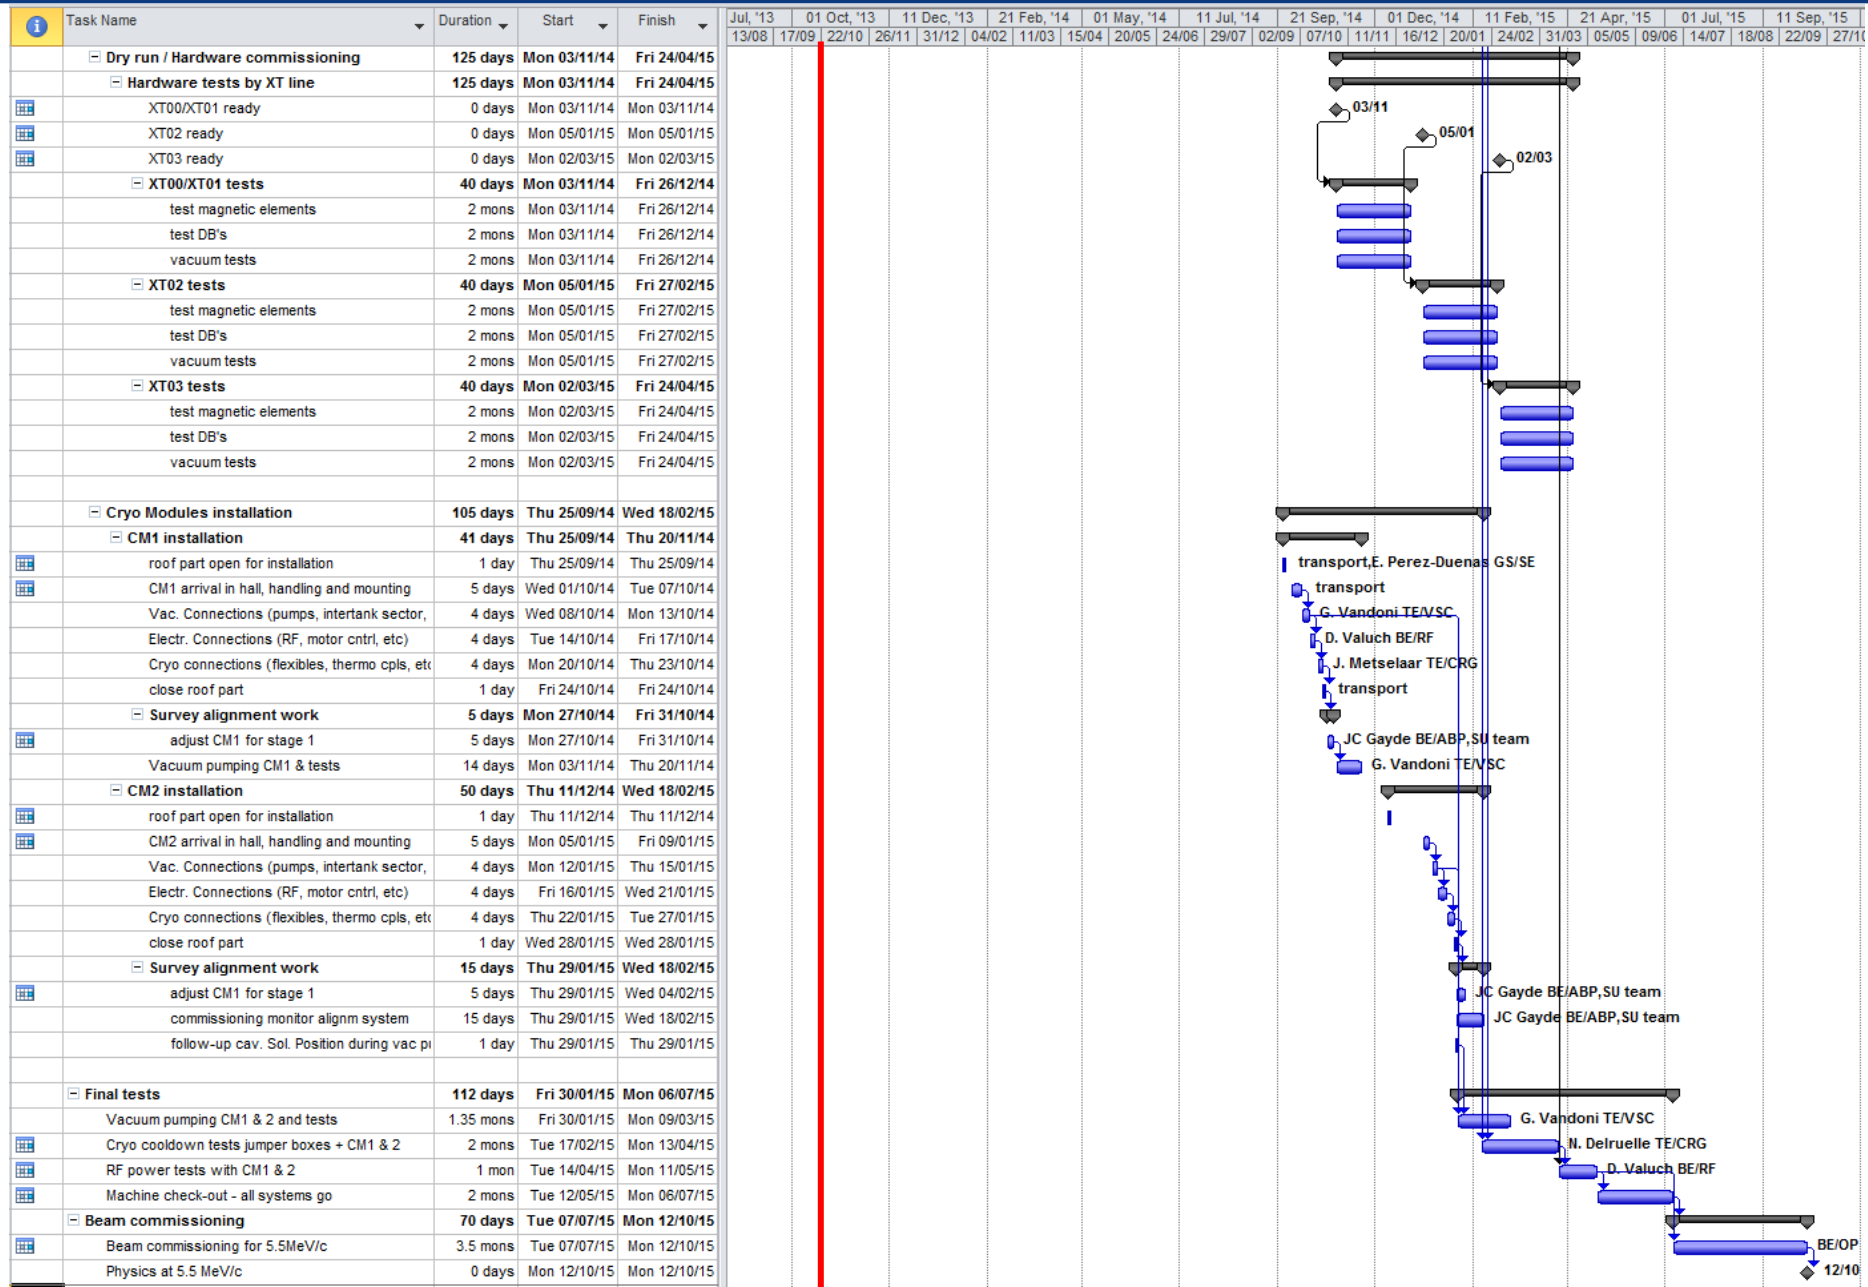 Task Name Duration Start Finish Jul, '13 01 Oct, '13 11 Dec, '13 21 Feb, '14 01 May, '14 11 Jul, '14 21 Sep, '14 01 Dec, '14 11 Feb, '15 21 Apr, '15 01 Jul, '15 11 Sep, '15
13/08 17/09 22/10 26/11 31/12 04/02 11/03 15/04 20/05 24/06 29/07 02/09 07/10 11/11 16/12 20/01 24/02 31/03 05/05 09/06 14/07 18/08 22/09 27/10
Dry run / Hardware commissioning 125 days Mon 03/11/14 Fri 24/04/15
Hardware tests by XT line 125 days Mon 03/11/14 Fri 24/04/15
XT00/XT01 ready 0 days Mon 03/11/14 Mon 03/11/14 03/11
XT02 ready 0 days Mon 05/01/15 Mon 05/01/15 05/01
XT03 ready 0 days Mon 02/03/15 Mon 02/03/15 02/03
XT00/XT01 tests 40 days Mon 03/11/14 Fri 26/12/14
test magnetic elements 2 mons Mon 03/11/14 Fri 26/12/14
test DB's 2 mons Mon 03/11/14 Fri 26/12/14
vacuum tests 2 mons Mon 03/11/14 Fri 26/12/14
XT02 tests 40 days Mon 05/01/15 Fri 27/02/15
test magnetic elements 2 mons Mon 05/01/15 Fri 27/02/15
test DB's 2 mons Mon 05/01/15 Fri 27/02/15
vacuum tests 2 mons Mon 05/01/15 Fri 27/02/15
XT03 tests 40 days Mon 02/03/15 Fri 24/04/15
test magnetic elements 2 mons Mon 02/03/15 Fri 24/04/15
test DB's 2 mons Mon 02/03/15 Fri 24/04/15
vacuum tests 2 mons Mon 02/03/15 Fri 24/04/15
Cryo Modules installation 105 days Thu 25/09/14 Wed 18/02/15
CM1 installation 41 days Thu 25/09/14 Thu 20/11/14
roof part open for installation 1 day Thu 25/09/14 Thu 25/09/14 transport,E. Perez-Duenas GS/SE
CM1 arrival in hall, handling and mounting 5 days Wed 01/10/14 Tue 07/10/14 transport
Vac. Connections (pumps, intertank sector, 4 days Wed 08/10/14 Mon 13/10/14 G. Vandoni TE/VSC
Electr. Connections (RF, motor cntrl, etc) 4 days Tue 14/10/14 Fri 17/10/14 D. Valuch BE/RF
Cryo connections (flexibles, thermo cpls, etc 4 days Mon 20/10/14 Thu 23/10/14 J. Metselaar TE/CRG
close roof part 1 day Fri 24/10/14 Fri 24/10/14 transport
Survey alignment work 5 days Mon 27/10/14 Fri 31/10/14
adjust CM1 for stage 1 5 days Mon 27/10/14 Fri 31/10/14 JC Gayde BE/ABP,SU team
Vacuum pumping CM1 & tests 14 days Mon 03/11/14 Thu 20/11/14 G. Vandoni TE/VSC
CM2 installation 50 days Thu 11/12/14 Wed 18/02/15
roof part open for installation 1 day Thu 11/12/14 Thu 11/12/14
CM2 arrival in hall, handling and mounting 5 days Mon 05/01/15 Fri 09/01/15
Vac. Connections (pumps, intertank sector, 4 days Mon 12/01/15 Thu 15/01/15
Electr. Connections (RF, motor cntrl, etc) 4 days Fri 16/01/15 Wed 21/01/15
Cryo connections (flexibles, thermo cpls, etc 4 days Thu 22/01/15 Tue 27/01/15
close roof part 1 day Wed 28/01/15 Wed 28/01/15
Survey alignment work 15 days Thu 29/01/15 Wed 18/02/15
adjust CM1 for stage 1 5 days Thu 29/01/15 Wed 04/02/15 JC Gayde BE/ABP,SU team
commissioning monitor alignm system 15 days Thu 29/01/15 Wed 18/02/15 JC Gayde BE/ABP,SU team
follow-up cav. Sol. Position during vac 1 day Thu 29/01/15 Thu 29/01/15
Final tests 112 days Fri 30/01/15 Mon 06/07/15
Vacuum pumping CM1 & 2 and tests 1.35 mons Fri 30/01/15 Mon 09/03/15 G. Vandoni TE/VSC
Cryo cooldown tests jumper boxes + CM1 & 2 2 mons Tue 17/02/15 Mon 13/04/15 N. Delruelle TE/CRG
RF power tests with CM1 & 2 1 mon Tue 14/04/15 Mon 11/05/15 D. Valuch BE/RF
Machine check-out - all systems go 2 mons Tue 12/05/15 Mon 06/07/15
Beam commissioning 70 days Tue 07/07/15 Mon 12/10/15
Beam commissioning for 5.5MeV/c 3.5 mons Tue 07/07/15 Mon 12/10/15 BE/OP
Physics at 5.5 MeV/c 0 days Mon 12/10/15 Mon 12/10/15 12/10